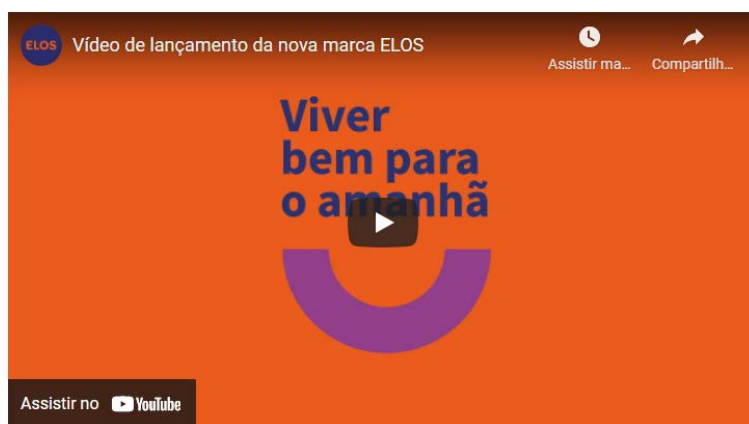 ELOS
Vídeo de lançamento da nova marca ELOS
Assistir ma...
Compartilh...
Viver
bem para
o amanhã
Assistir no YouTube